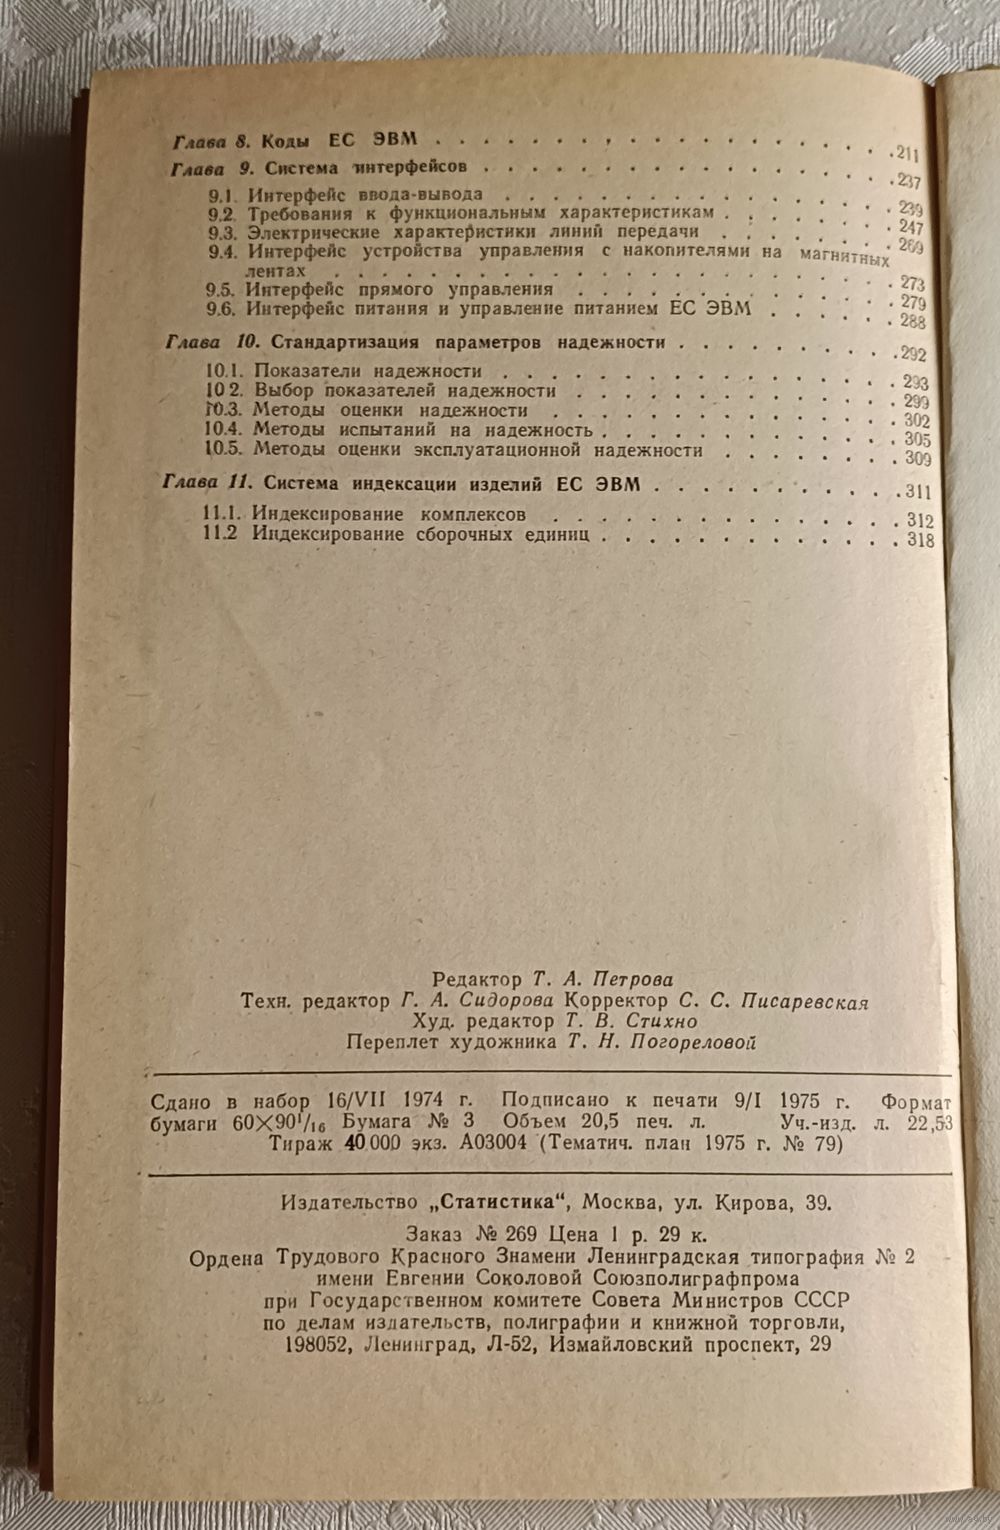 Глава 8. Коды ЕС ЭВМ . . . . . . . . . . . . . . . . . . 211
Глава 9. Система интерфейсов . . . . . . . . . . . . . . . . 237
9.1. Интерфейс ввода-вывода . . . . . . . . . . . . . . . 239
9.2. Требования к функциональным характеристикам . . . . . . 247
9.3. Электрические характеристики линий передачи . . . . . . 269
9.4. Интерфейс устройства управления с накопителями на магнитных
лентах . . . . . . . . . . . . . . . . . . . . 273
9.5. Интерфейс прямого управления . . . . . . . . . . . . 279
9.6. Интерфейс питания и управление питанием ЕС ЭВМ . . . . . 288
Глава 10. Стандартизация параметров надежности . . . . . . . . . 292
10.1. Показатели надежности . . . . . . . . . . . . . . . 293
10 2. Выбор показателей надежности . . . . . . . . . . . . 299
10.3. Методы оценки надежности . . . . . . . . . . . . . 302
10.4. Методы испытаний на надежность . . . . . . . . . . . 305
10.5. Методы оценки эксплуатационной надежности . . . . . . . 309
Глава 11. Система индексации изделий ЕС ЭВМ . . . . . . . . . . 311
11.1. Индексирование комплексов . . . . . . . . . . . . . 312
11.2 Индексирование сборочных единиц . . . . . . . . . . . 318
Редактор Т. А. Петрова
Техн. редактор Г. А. Сидорова Корректор С. С. Писаревская
Худ. редактор Т. В. Стихно
Переплет художника Т. Н. Погореловой
Сдано в набор 16/VII 1974 г. Подписано к печати 9/I 1975 г. Формат
бумаги 60×90¹/₁₆ Бумага № 3 Объем 20,5 печ. л. Уч.-изд. л. 22,53
Тираж 40 000 экз. А03004 (Тематич. план 1975 г. № 79)
Издательство „Статистика“, Москва, ул. Кирова, 39.
Заказ № 269 Цена 1 р. 29 к.
Ордена Трудового Красного Знамени Ленинградская типография № 2
имени Евгении Соколовой Союзполиграфпрома
при Государственном комитете Совета Министров СССР
по делам издательств, полиграфии и книжной торговли,
198052, Ленинград, Л-52, Измайловский проспект, 29